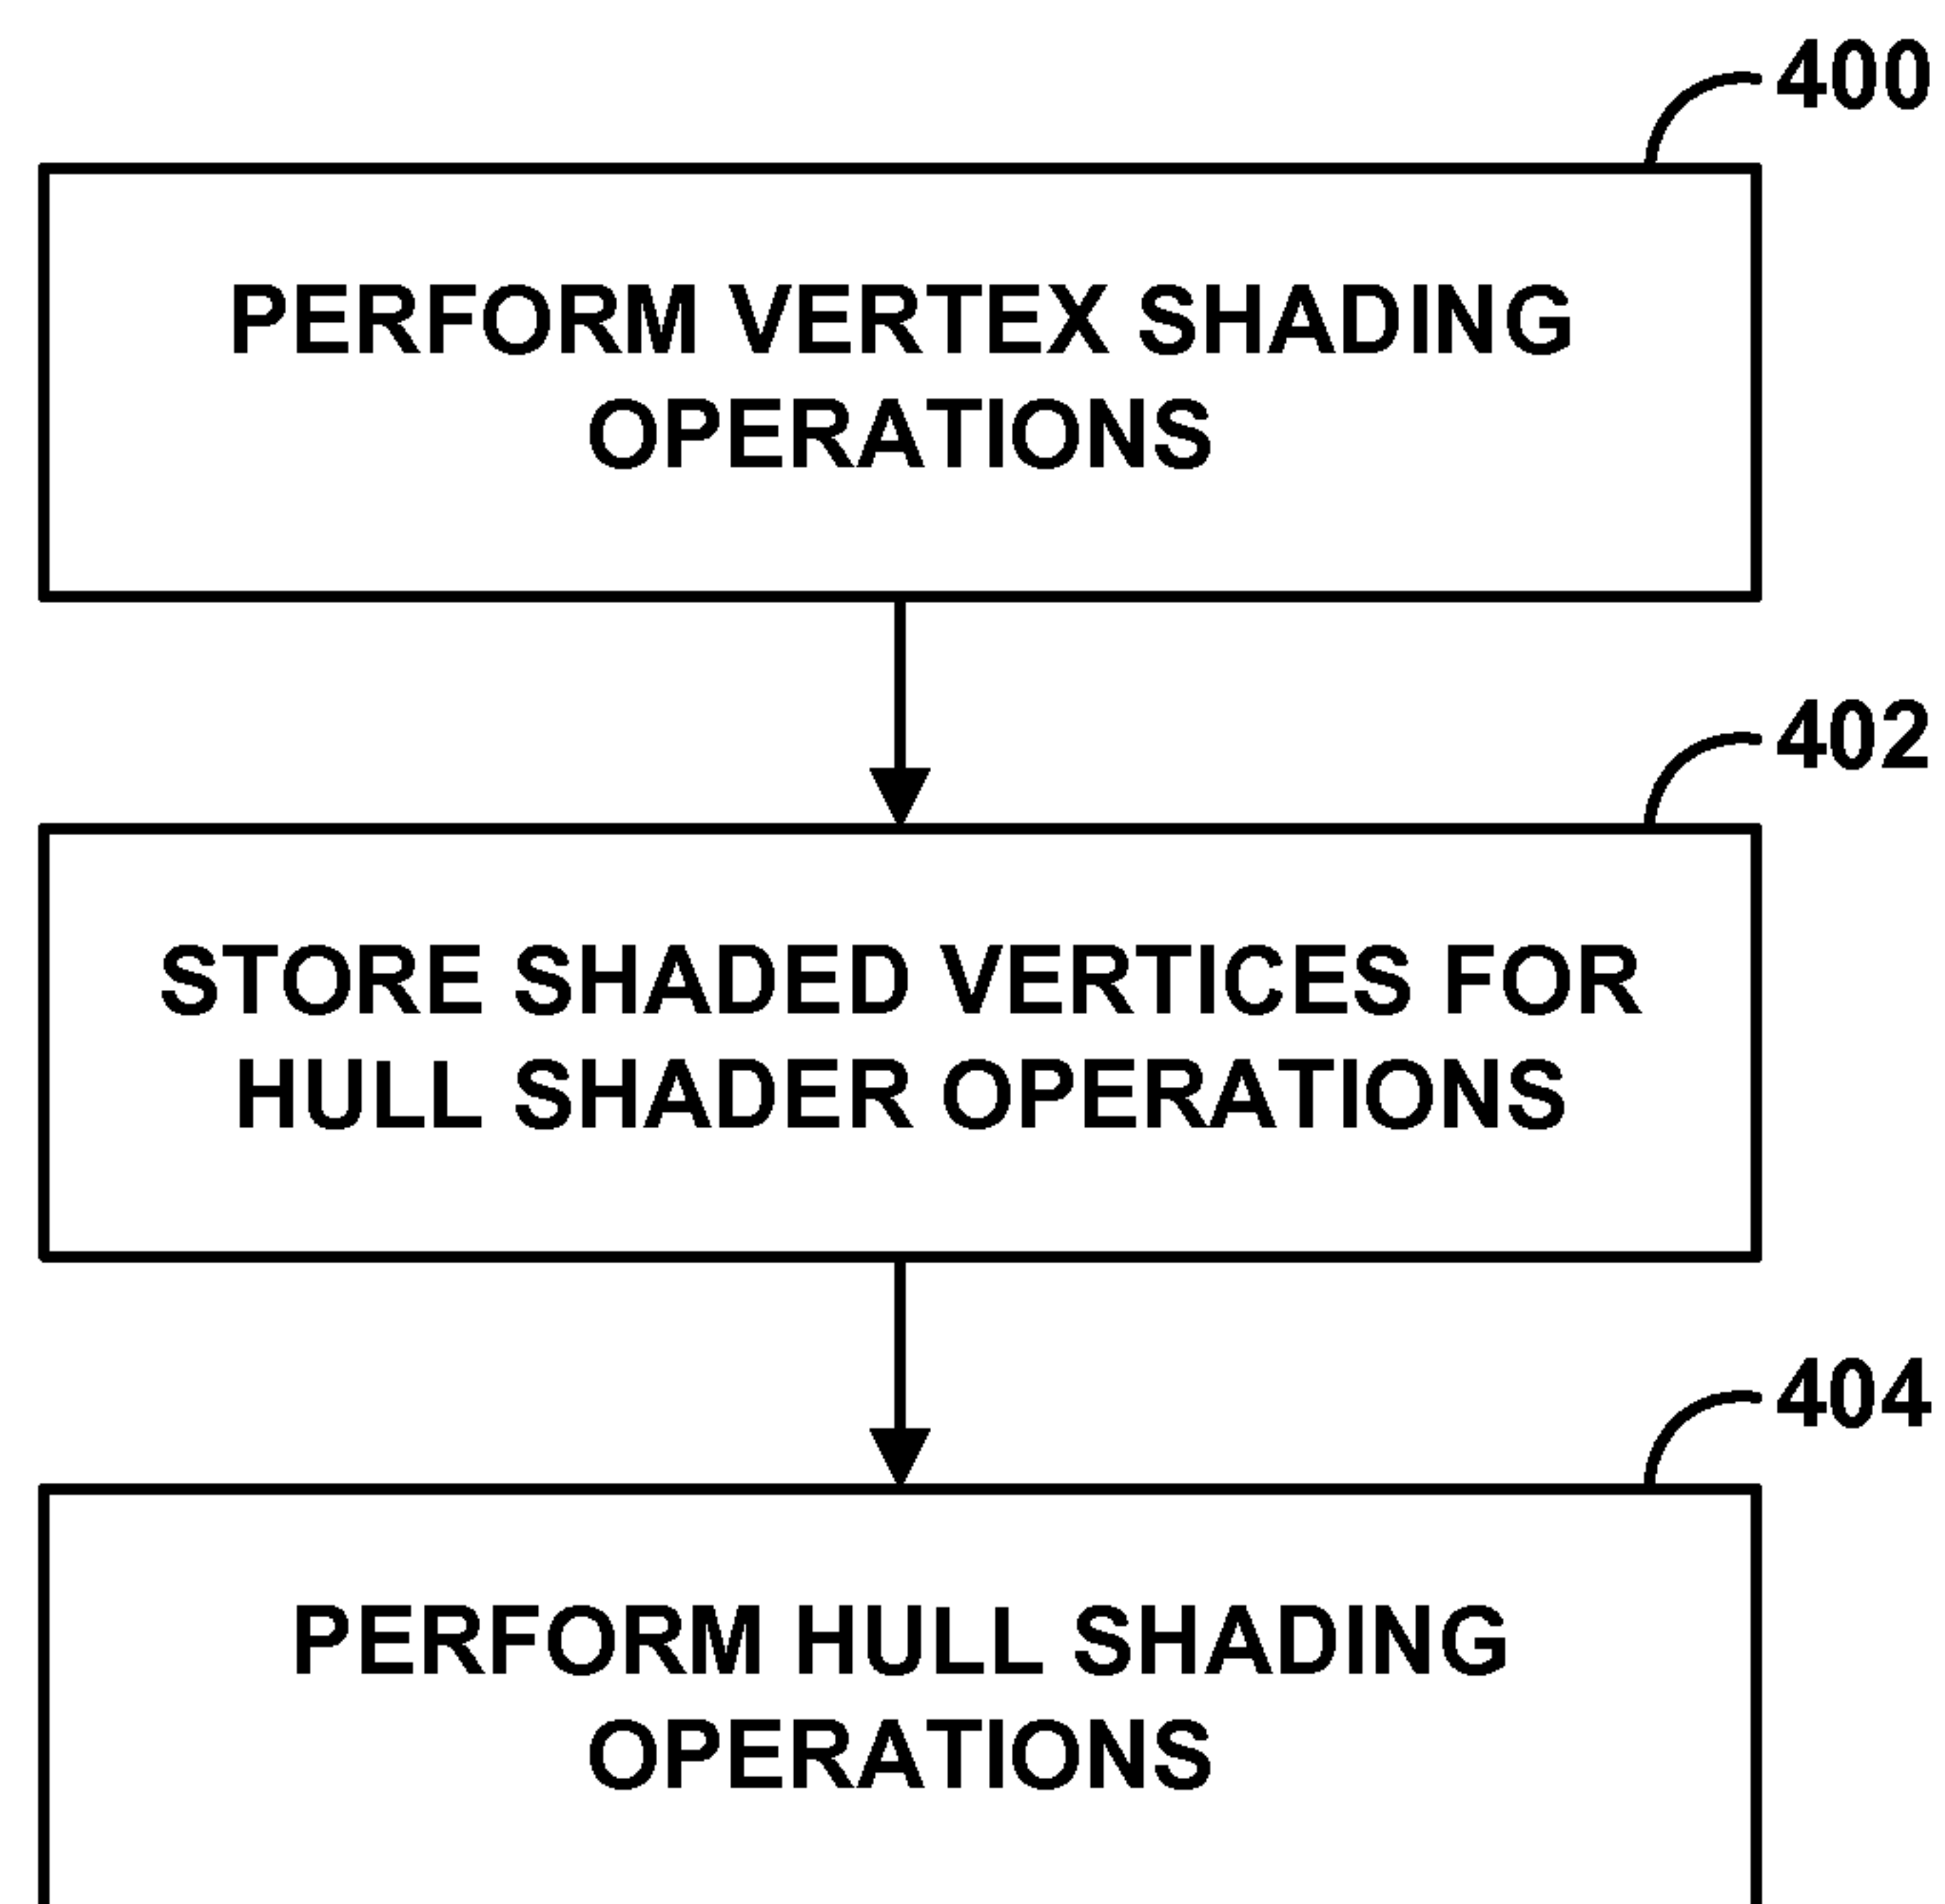 400
PERFORM VERTEX SHADING
OPERATIONS
402
STORE SHADED VERTICES FOR
HULL SHADER OPERATIONS
404
PERFORM HULL SHADING
OPERATIONS